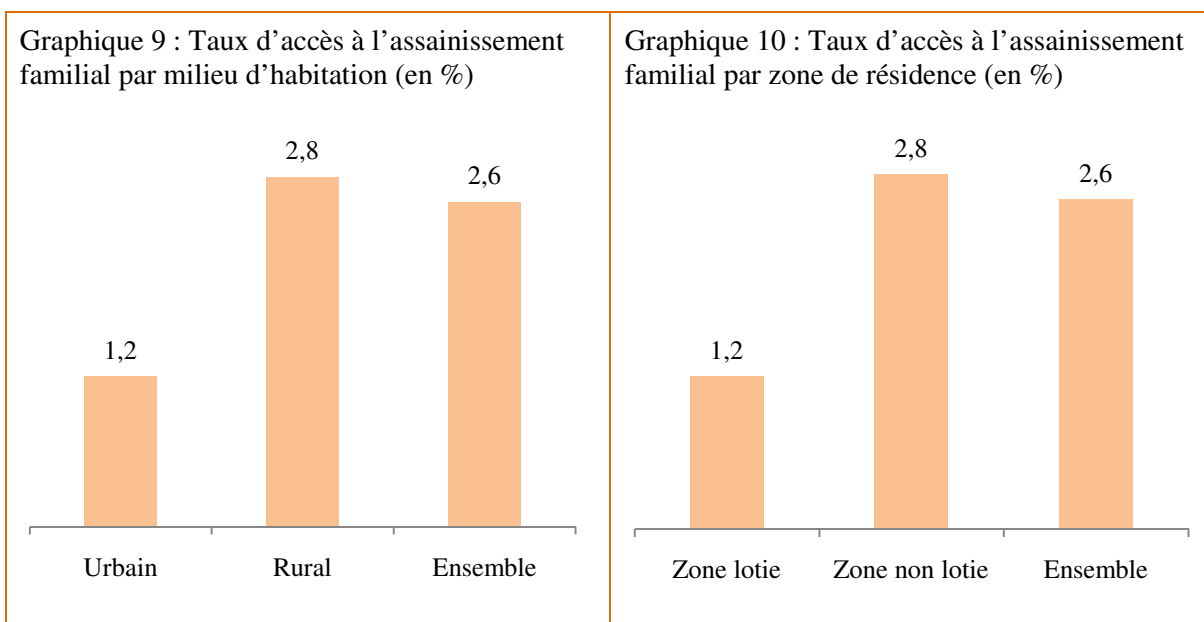 Graphique 9 : Taux d’accès à l’assainissement
familial par milieu d’habitation (en %)
2,8
2,6
1,2
Urbain Rural Ensemble
Graphique 10 : Taux d’accès à l’assainissement
familial par zone de résidence (en %)
2,8
2,6
1,2
Zone lotie Zone non lotie Ensemble